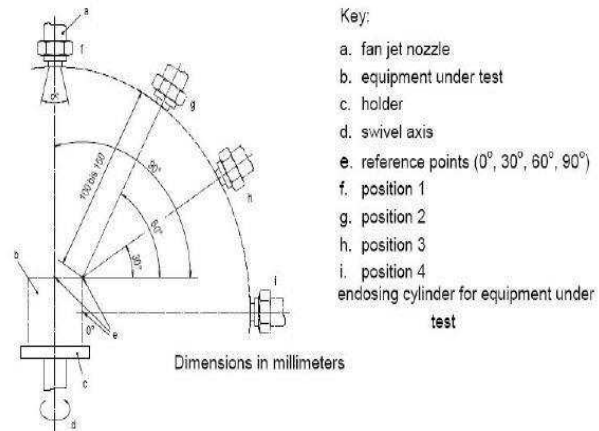 a
f
α
g
100 bis 150
90°
60°
h
30°
b
i
0°
e
c
d
Dimensions in millimeters
Key:
a. fan jet nozzle
b. equipment under test
c. holder
d. swivel axis
e. reference points (0°, 30°, 60°, 90°)
f. position 1
g. position 2
h. position 3
i. position 4
endosing cylinder for equipment under
test